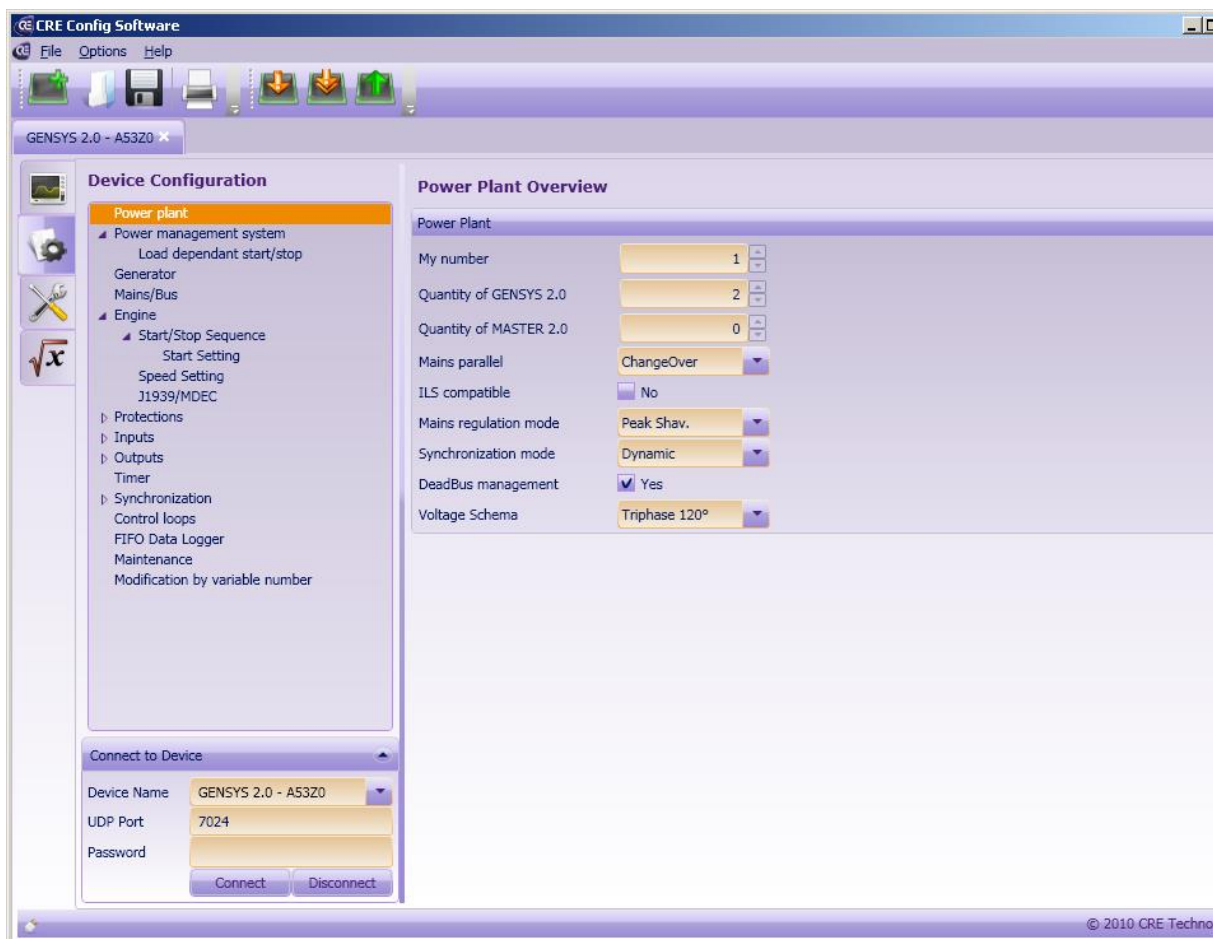 CRE Config Software
File Options Help
GENSYS 2.0 - A53Z0
Device Configuration
Power plant
Power management system
Load dependant start/stop
Generator
Mains/Bus
Engine
Start/Stop Sequence
Start Setting
Speed Setting
J1939/MDEC
Protections
Inputs
Outputs
Timer
Synchronization
Control loops
FIFO Data Logger
Maintenance
Modification by variable number
Connect to Device
Device Name GENSYS 2.0 - A53Z0
UDP Port 7024
Password
Connect Disconnect
Power Plant Overview
Power Plant
My number 1
Quantity of GENSYS 2.0 2
Quantity of MASTER 2.0 0
Mains parallel ChangeOver
ILS compatible No
Mains regulation mode Peak Shav.
Synchronization mode Dynamic
DeadBus management Yes
Voltage Schema Triphase 120°
√x
© 2010 CRE Techno